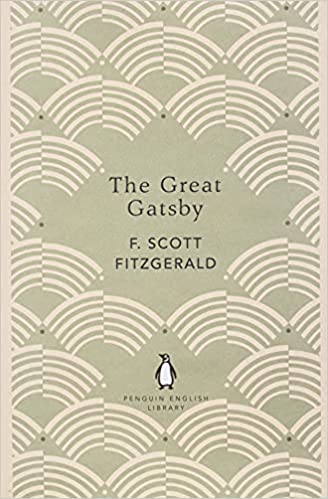 The Great
Gatsby
F. SCOTT
FITZGERALD
PENGUIN ENGLISH
LIBRARY